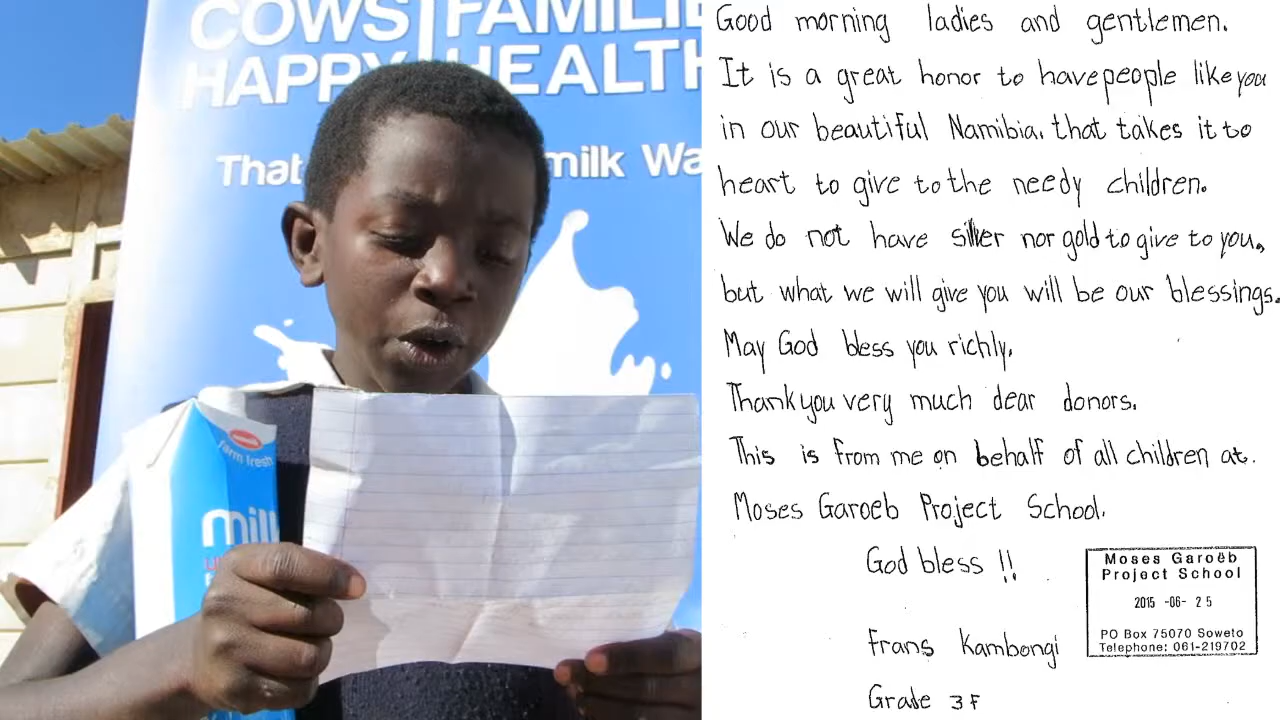 COWS FAMILIE
HAPPY HEALTH
That milk Wa
farm fresh
mil
Good morning ladies and gentlemen.
It is a great honor to have people like you
in our beautiful Namibia. that takes it to
heart to give to the needy children.
We do not have silver nor gold to give to you,
but what we will give you will be our blessings.
May God bless you richly.
Thank you very much dear donors.
This is from me on behalf of all children at.
Moses Garoeb Project School.
God bless !!
Moses Garoëb
Project School
2015 -06- 25
PO Box 75070 Soweto
Telephone: 061-219702
Frans Kambongi
Grade 3F